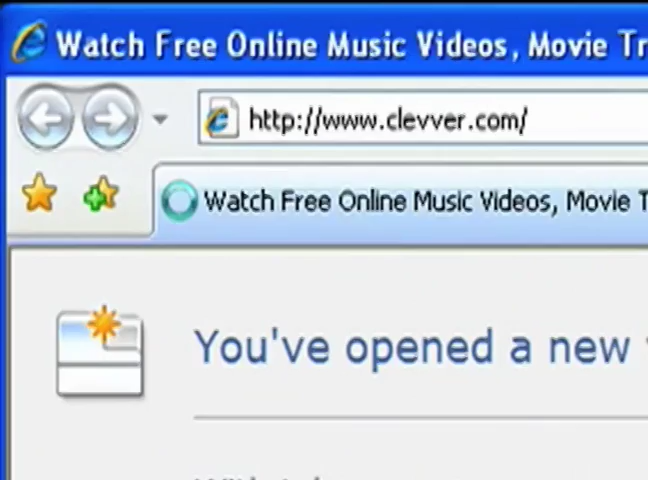 Watch Free Online Music Videos, Movie
http://www.clevver.com/
Watch Free Online Music Videos, Movie
You've opened a new